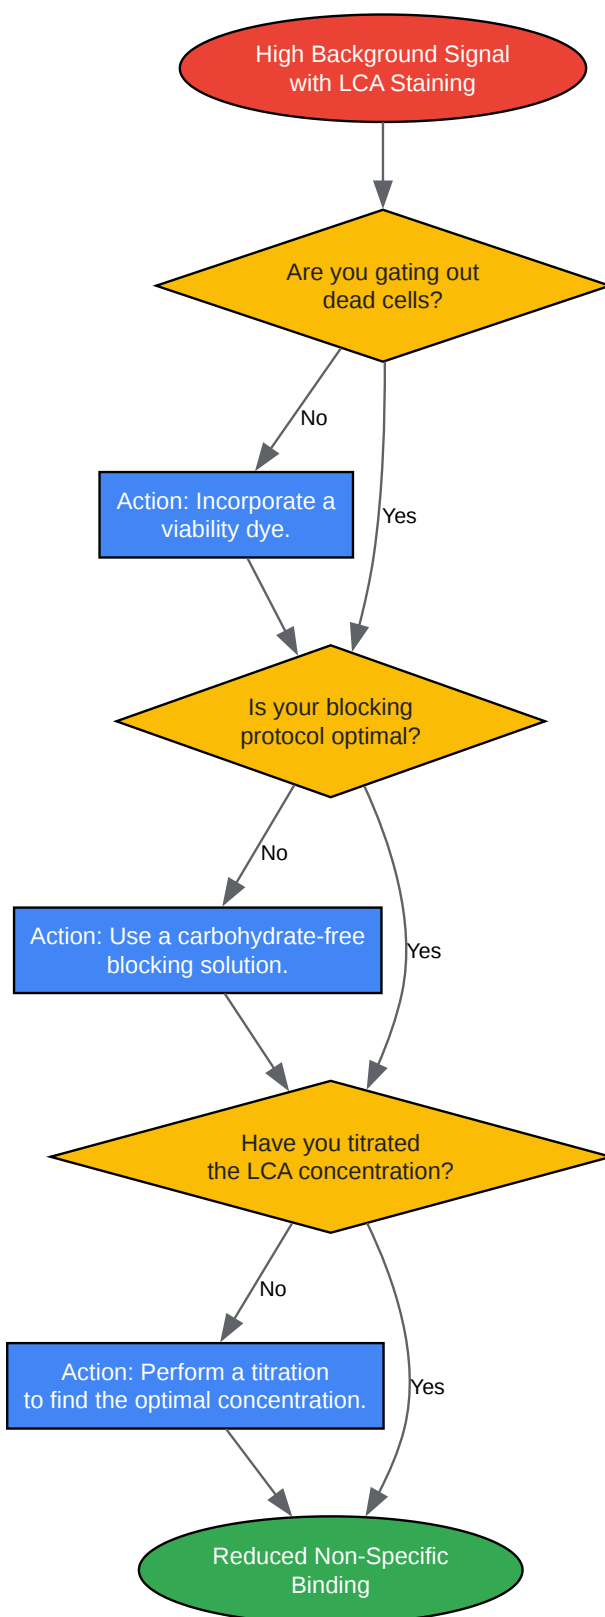 High Background Signal
with LCA Staining
Are you gating out
dead cells?
No
Yes
Action: Incorporate a
viability dye.
Is your blocking
protocol optimal?
No
Yes
Action: Use a carbohydrate-free
blocking solution.
Have you titrated
the LCA concentration?
No
Yes
Action: Perform a titration
to find the optimal concentration.
Reduced Non-Specific
Binding